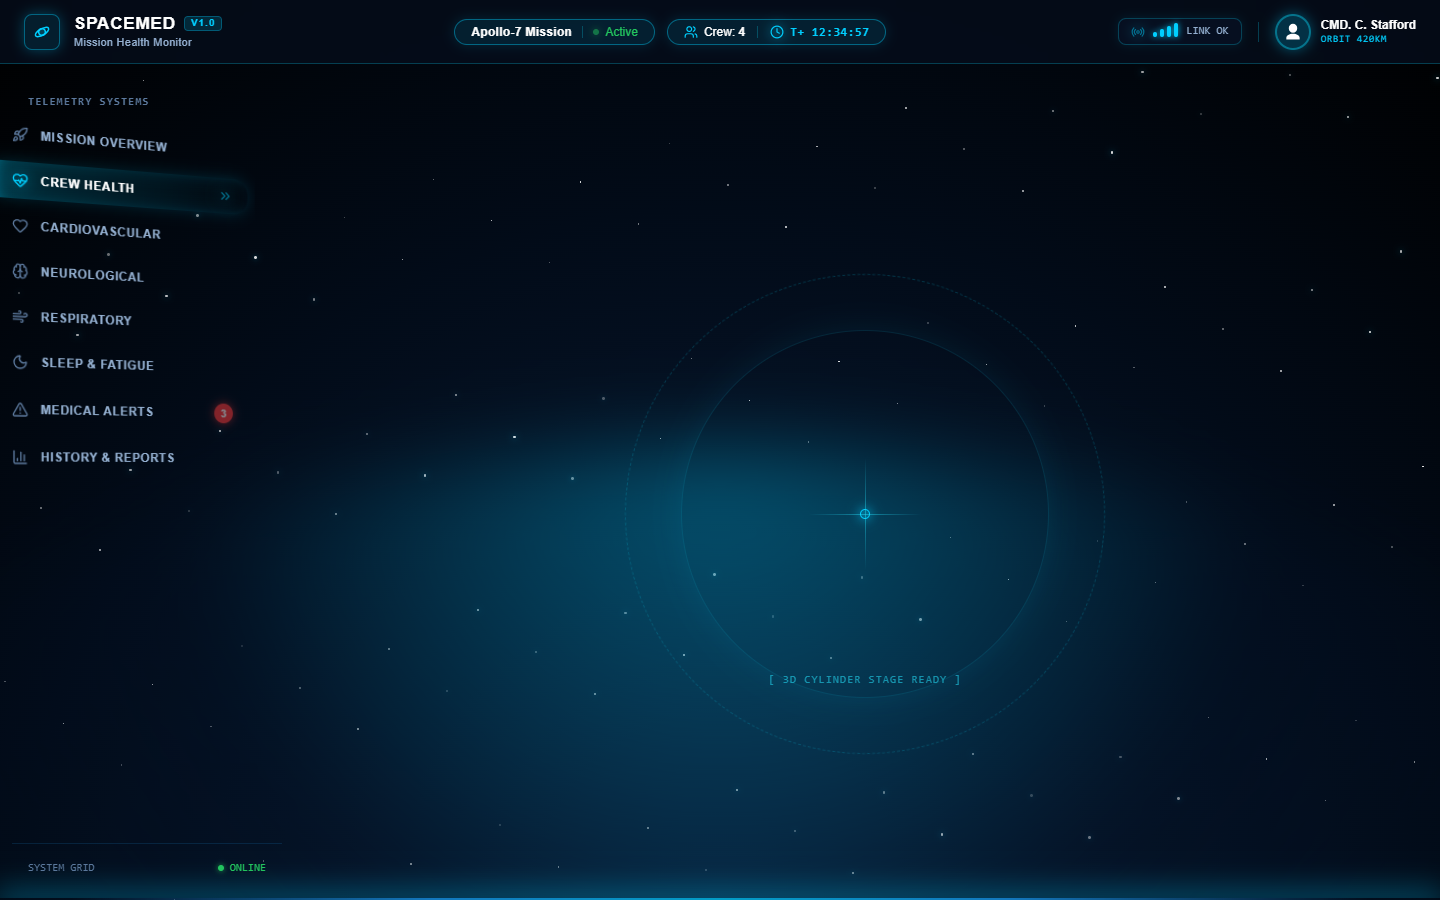 SPACEMED V1.0
Mission Health Monitor
Apollo-7 Mission Active
Crew: 4 T+ 12:34:57
LINK OK
CMD. C. Stafford
ORBIT 420KM
TELEMETRY SYSTEMS
MISSION OVERVIEW
CREW HEALTH »
CARDIOVASCULAR
NEUROLOGICAL
RESPIRATORY
SLEEP & FATIGUE
MEDICAL ALERTS 3
HISTORY & REPORTS
[ 3D CYLINDER STAGE READY ]
SYSTEM GRID ONLINE